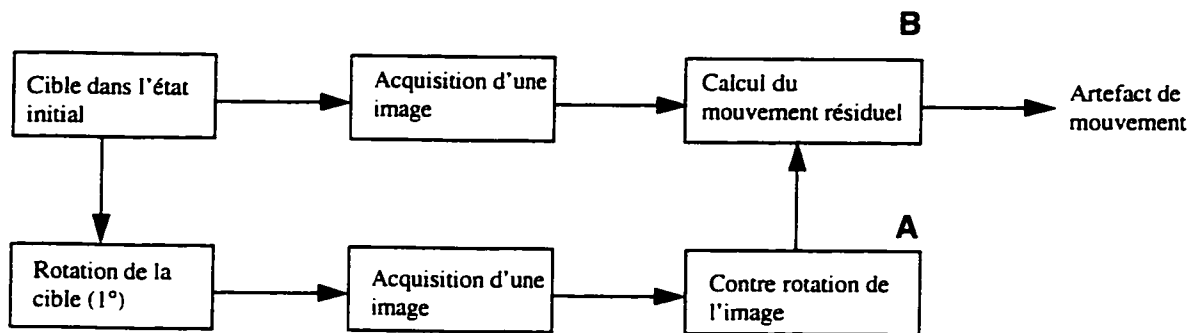 B
Cible dans l'état
initial
Acquisition d'une
image
Calcul du
mouvement résiduel
Artefact de
mouvement
A
Rotation de la
cible (1°)
Acquisition d'une
image
Contre rotation de
l'image